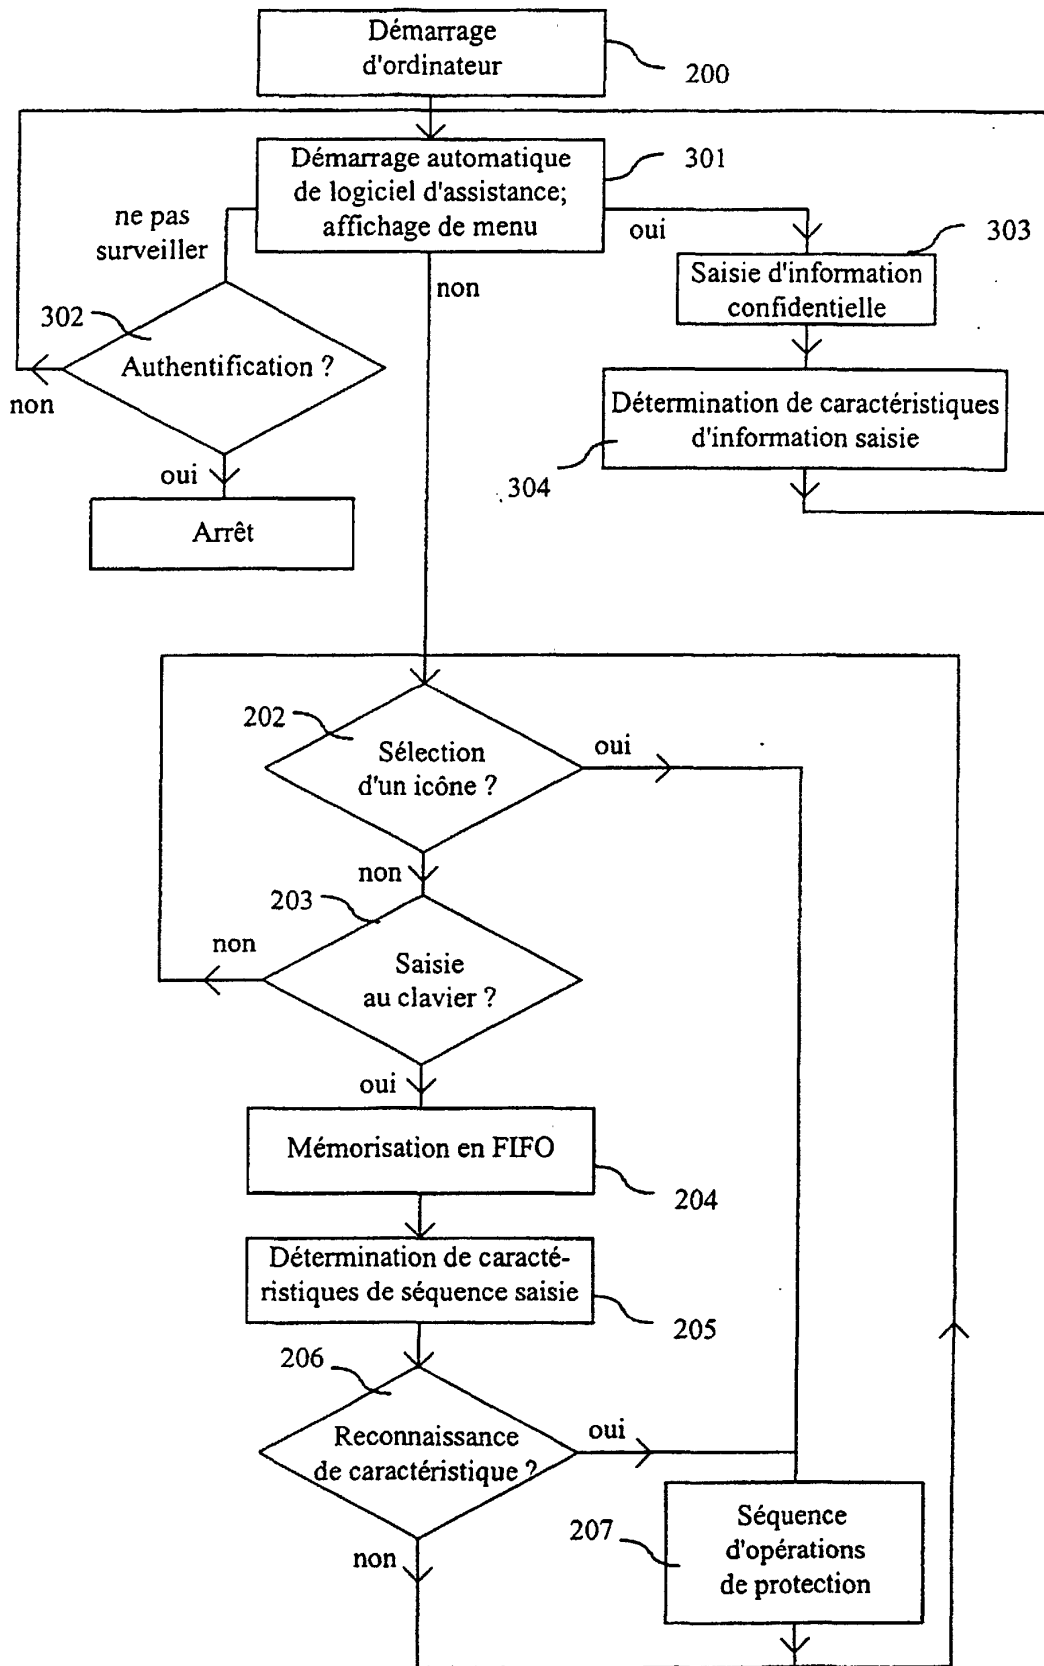 Démarrage
d'ordinateur
200
Démarrage automatique
de logiciel d'assistance;
affichage de menu
301
ne pas
surveiller
oui
non
303
Saisie d'information
confidentielle
302
Authentification ?
non
oui
Arrêt
Détermination de caractéristiques
d'information saisie
304
202
Sélection
d'un icône ?
oui
non
203
non
Saisie
au clavier ?
oui
Mémorisation en FIFO
204
Détermination de caracté-
ristiques de séquence saisie
205
206
Reconnaissance
de caractéristique ?
oui
non
207
Séquence
d'opérations
de protection